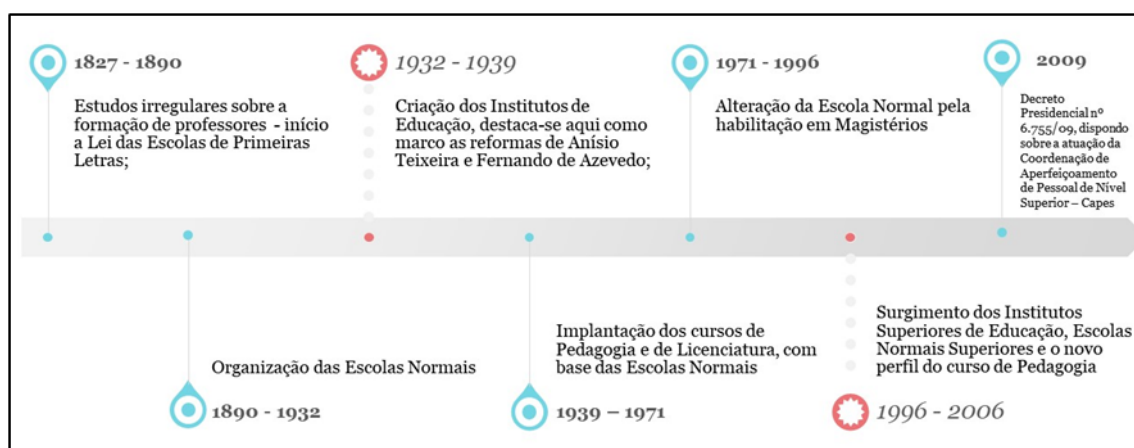 1827 - 1890
Estudos irregulares sobre a
formação de professores - início
a Lei das Escolas de Primeiras
Letras;
1932 - 1939
Criação dos Institutos de
Educação, destaca-se aqui como
marco as reformas de Anísio
Teixeira e Fernando de Azevedo;
1971 - 1996
Alteração da Escola Normal pela
habilitação em Magistérios
2009
Decreto
Presidencial nº
6.755/09, dispondo
sobre a atuação da
Coordenação de
Aperfeiçoamento
de Pessoal de Nível
Superior – Capes
Organização das Escolas Normais
1890 - 1932
Implantação dos cursos de
Pedagogia e de Licenciatura, com
base das Escolas Normais
1939 – 1971
Surgimento dos Institutos
Superiores de Educação, Escolas
Normais Superiores e o novo
perfil do curso de Pedagogia
1996 - 2006